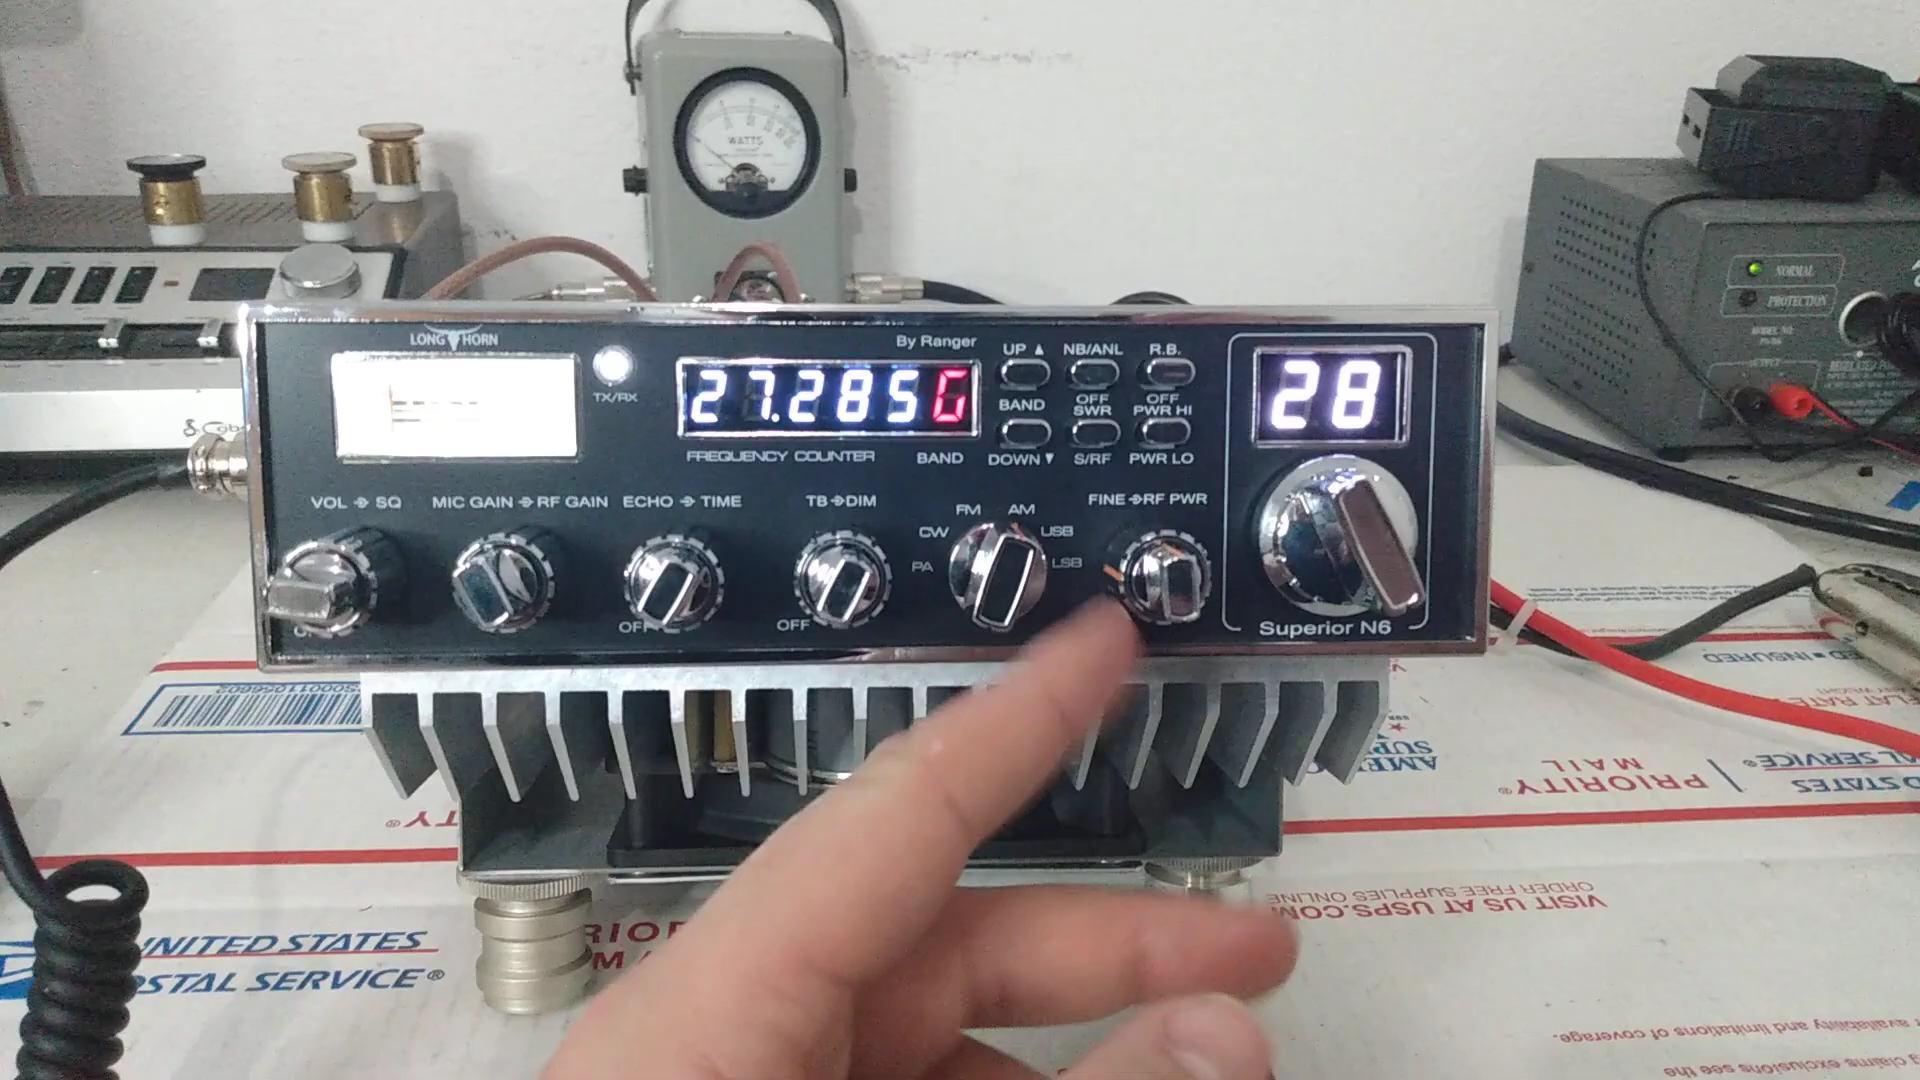 WATTS
NORMAL
PROTECTION
LONG HORN
By Ranger
TX/RX
27.285G
FREQUENCY COUNTER
BAND
UP ▲
BAND
DOWN ▼
NB/ANL
OFF
SWR
S/RF
R.B.
OFF
PWR HI
PWR LO
28
VOL SQ
MIC GAIN RF GAIN
ECHO TIME
OFF
TB DIM
OFF
PA
CW
FM
AM
USB
LSB
FINE RF PWR
Superior N6
INSURED
PRIORITY®
MAIL
VISIT US AT USPS.COM®
ORDER FREE SUPPLIES ONLINE
UNITED STATES
POSTAL SERVICE®